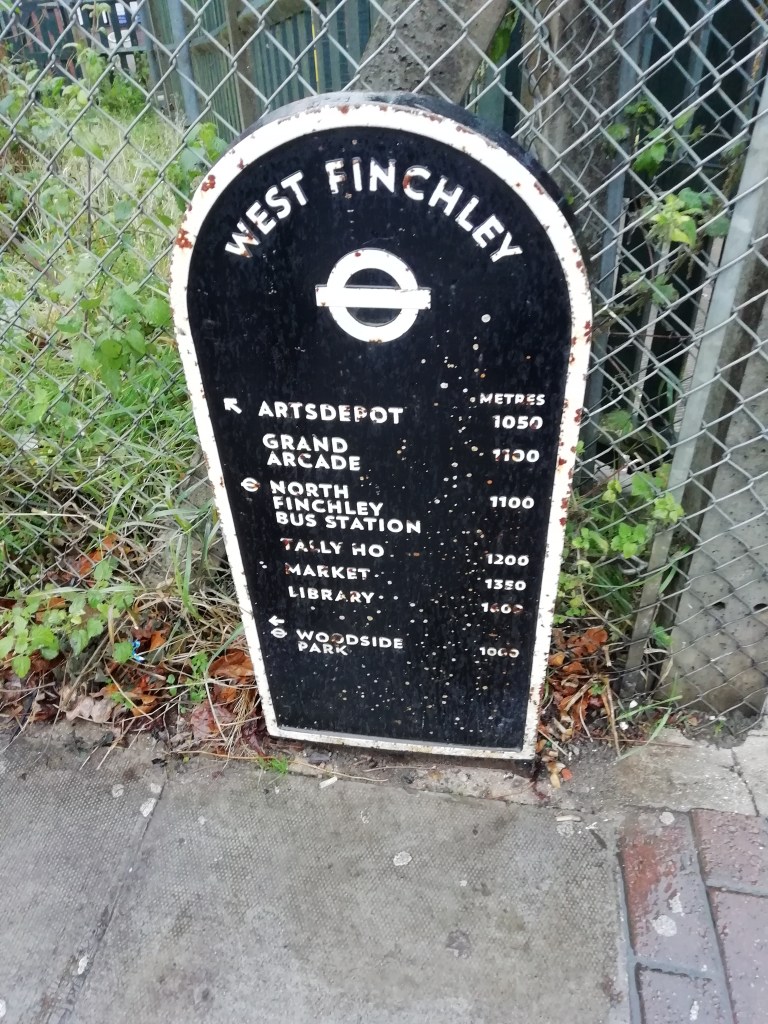 WEST FINCHLEY
METRES
ARTSDEPOT 1050
GRAND
ARCADE 1100
NORTH
FINCHLEY
BUS STATION 1100
TALLY HO 1200
MARKET 1350
LIBRARY 1600
WOODSIDE
PARK 1000